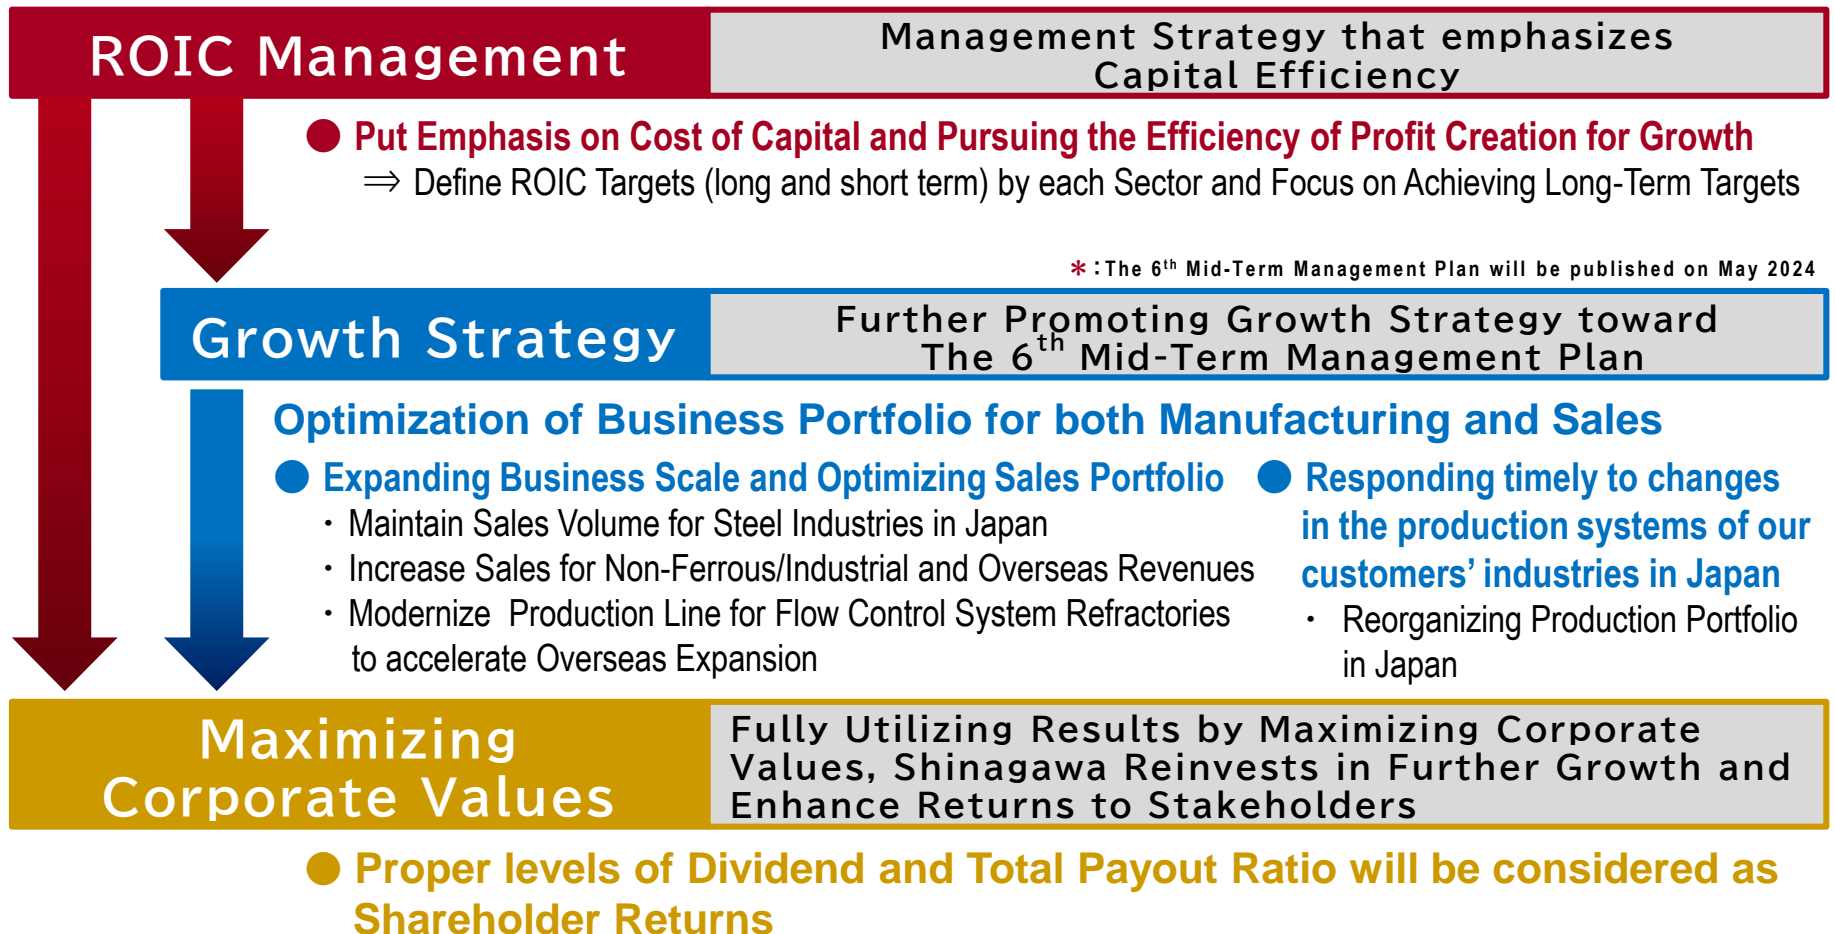 ROIC Management
Management Strategy that emphasizes
Capital Efficiency
● Put Emphasis on Cost of Capital and Pursuing the Efficiency of Profit Creation for Growth
⇒ Define ROIC Targets (long and short term) by each Sector and Focus on Achieving Long-Term Targets
*：The 6th Mid-Term Management Plan will be published on May 2024
Growth Strategy
Further Promoting Growth Strategy toward
The 6th Mid-Term Management Plan
Optimization of Business Portfolio for both Manufacturing and Sales
● Expanding Business Scale and Optimizing Sales Portfolio
・Maintain Sales Volume for Steel Industries in Japan
・Increase Sales for Non-Ferrous/Industrial and Overseas Revenues
・Modernize Production Line for Flow Control System Refractories
to accelerate Overseas Expansion
● Responding timely to changes
in the production systems of our
customers’ industries in Japan
・ Reorganizing Production Portfolio
in Japan
Maximizing
Corporate Values
Fully Utilizing Results by Maximizing Corporate
Values, Shinagawa Reinvests in Further Growth and
Enhance Returns to Stakeholders
● Proper levels of Dividend and Total Payout Ratio will be considered as
Shareholder Returns